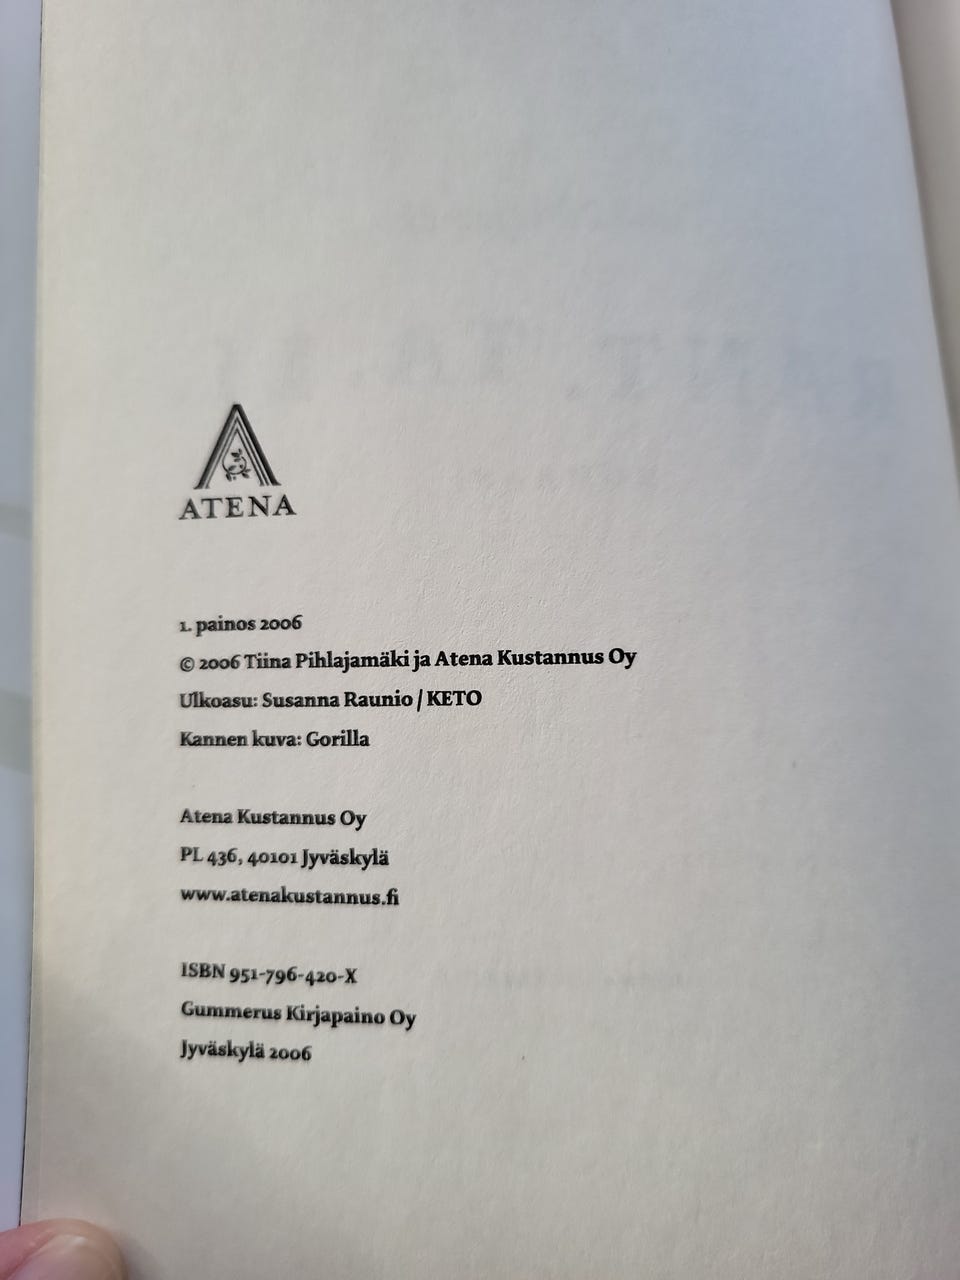 ATENA
1. painos 2006
© 2006 Tiina Pihlajamäki ja Atena Kustannus Oy
Ulkoasu: Susanna Raunio / KETO
Kannen kuva: Gorilla
Atena Kustannus Oy
PL 436, 40101 Jyväskylä
www.atenakustannus.fi
ISBN 951-796-420-X
Gummerus Kirjapaino Oy
Jyväskylä 2006